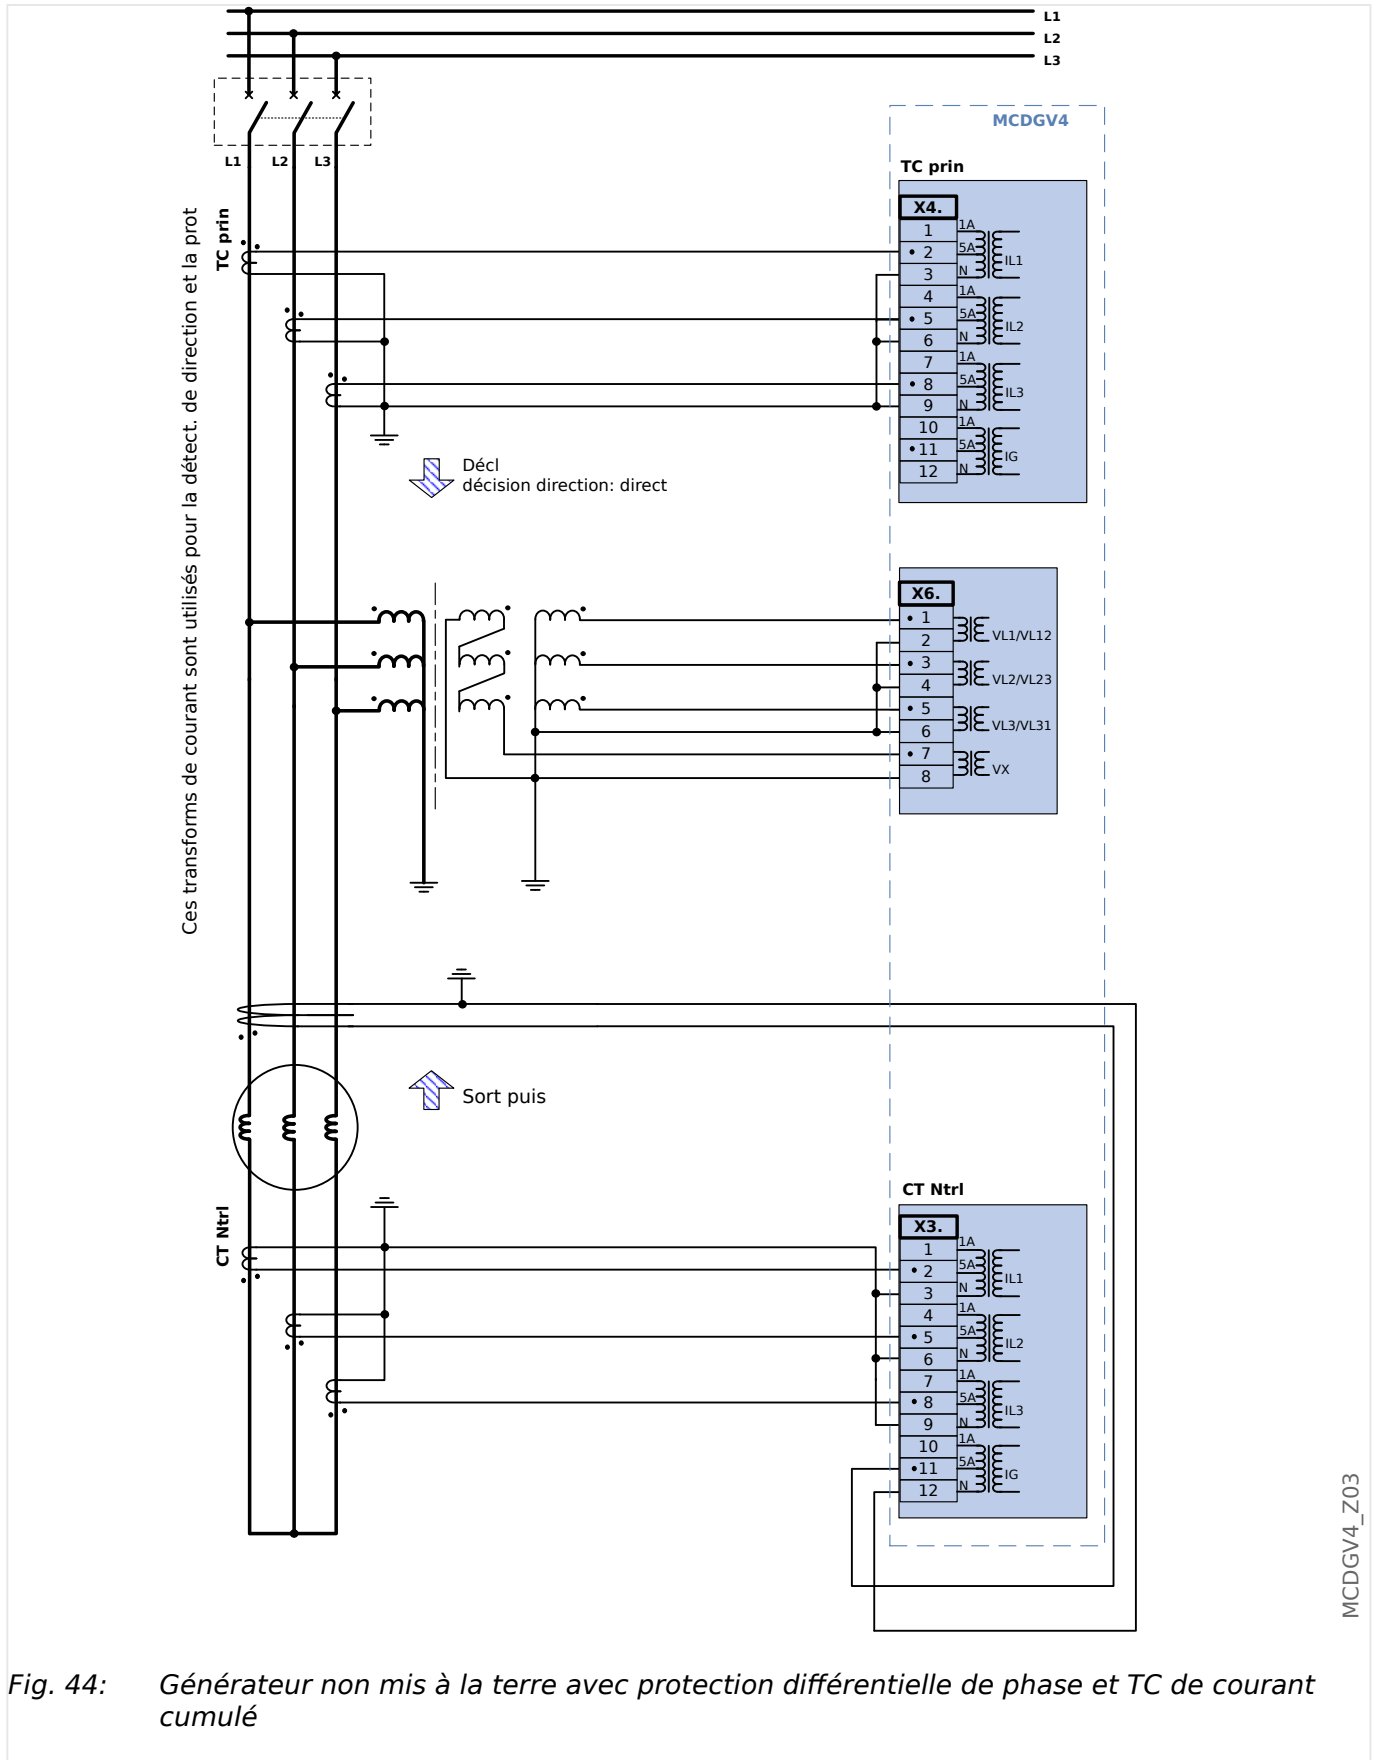 L1
L2
L3
L1 L2 L3
MCDGV4
TC prin
TC prin
Ces transforms de courant sont utilisés pour la détect. de direction et la prot
X4.
1 1A
• 2 5A IL1
3 N
4 1A
• 5 5A IL2
6 N
7 1A
• 8 5A IL3
9 N
10 1A
• 11 5A IG
12 N
Décl
décision direction: direct
X6.
• 1
2 VL1/VL12
• 3
4 VL2/VL23
• 5
6 VL3/VL31
• 7
8 VX
Sort puis
CT Ntrl
CT Ntrl
X3.
1 1A
• 2 5A IL1
3 N
4 1A
• 5 5A IL2
6 N
7 1A
• 8 5A IL3
9 N
10 1A
• 11 5A IG
12 N
MCDGV4_Z03
Fig. 44: Générateur non mis à la terre avec protection différentielle de phase et TC de courant
cumulé